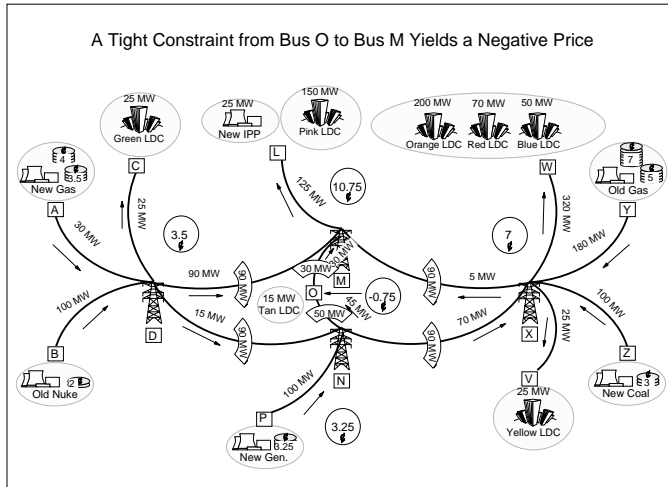 A Tight Constraint from Bus O to Bus M Yields a Negative Price
25 MW
Green LDC
25 MW
New IPP
150 MW
Pink LDC
200 MW
Orange LDC
70 MW
Red LDC
50 MW
Blue LDC
4
3.5
New Gas
7
5
Old Gas
C
L
W
A
Y
30 MW
25 MW
125 MW
10.75
¢
320 MW
180 MW
3.5
¢
7
¢
90 MW
90 MW
30 MW
30 MW
M
90 MW
5 MW
100 MW
15 MW
D
15 MW
Tan LDC
O
-0.75
¢
45 MW
50 MW
90 MW
N
90 MW
70 MW
X
25 MW
100 MW
B
Old Nuke
P
100 MW
3.25
New Gen.
3.25
¢
V
25 MW
Yellow LDC
Z
3
New Coal